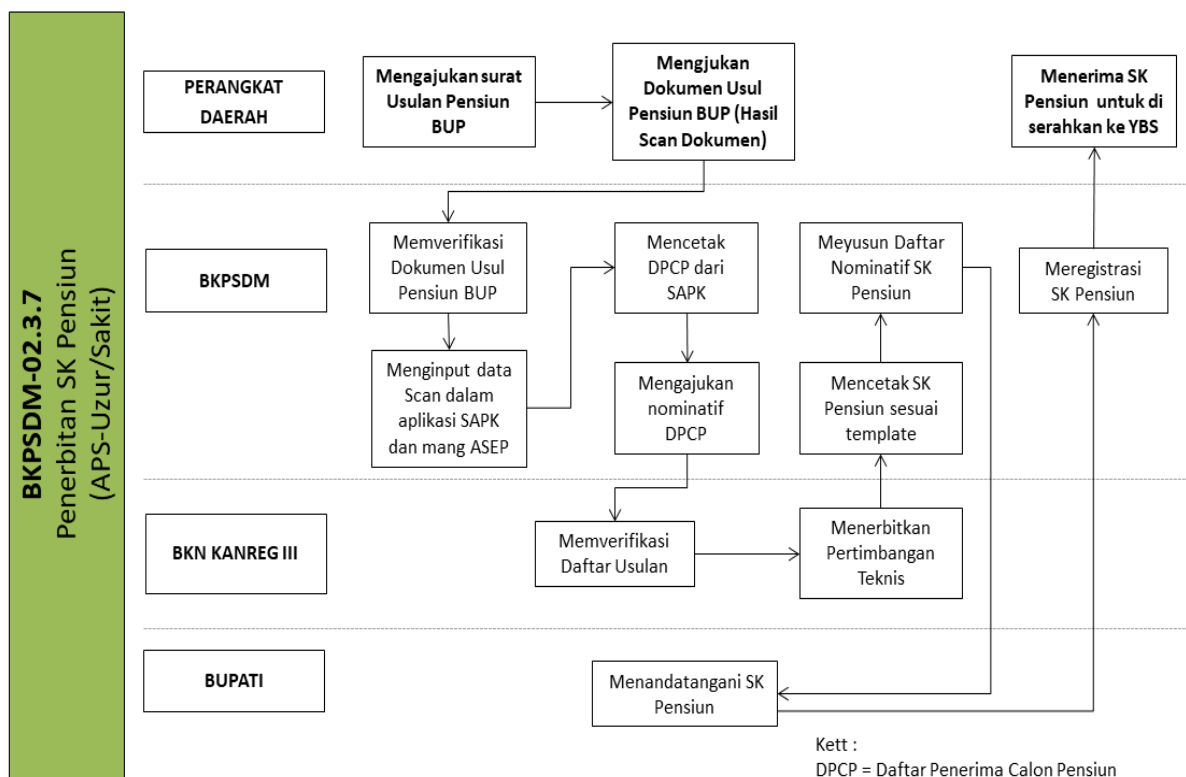 BKPSDM-02.3.7
Penerbitan SK Pensiun
(APS-Uzur/Sakit)
PERANGKAT
DAERAH
Mengajukan surat
Usulan Pensiun
BUP
Mengjukan
Dokumen Usul
Pensiun BUP (Hasil
Scan Dokumen)
Menerima SK
Pensiun untuk di
serahkan ke YBS
BKPSDM
Memverifikasi
Dokumen Usul
Pensiun BUP
Mencetak
DPCP dari
SAPK
Meyusun Daftar
Nominatif SK
Pensiun
Meregistrasi
SK Pensiun
Menginput data
Scan dalam
aplikasi SAPK
dan mang ASEP
Mengajukan
nominatif
DPCP
Mencetak SK
Pensiun sesuai
template
BKN KANREG III
Memverifikasi
Daftar Usulan
Menerbitkan
Pertimbangan
Teknis
BUPATI
Menandatangani SK
Pensiun
Kett :
DPCP = Daftar Penerima Calon Pensiun